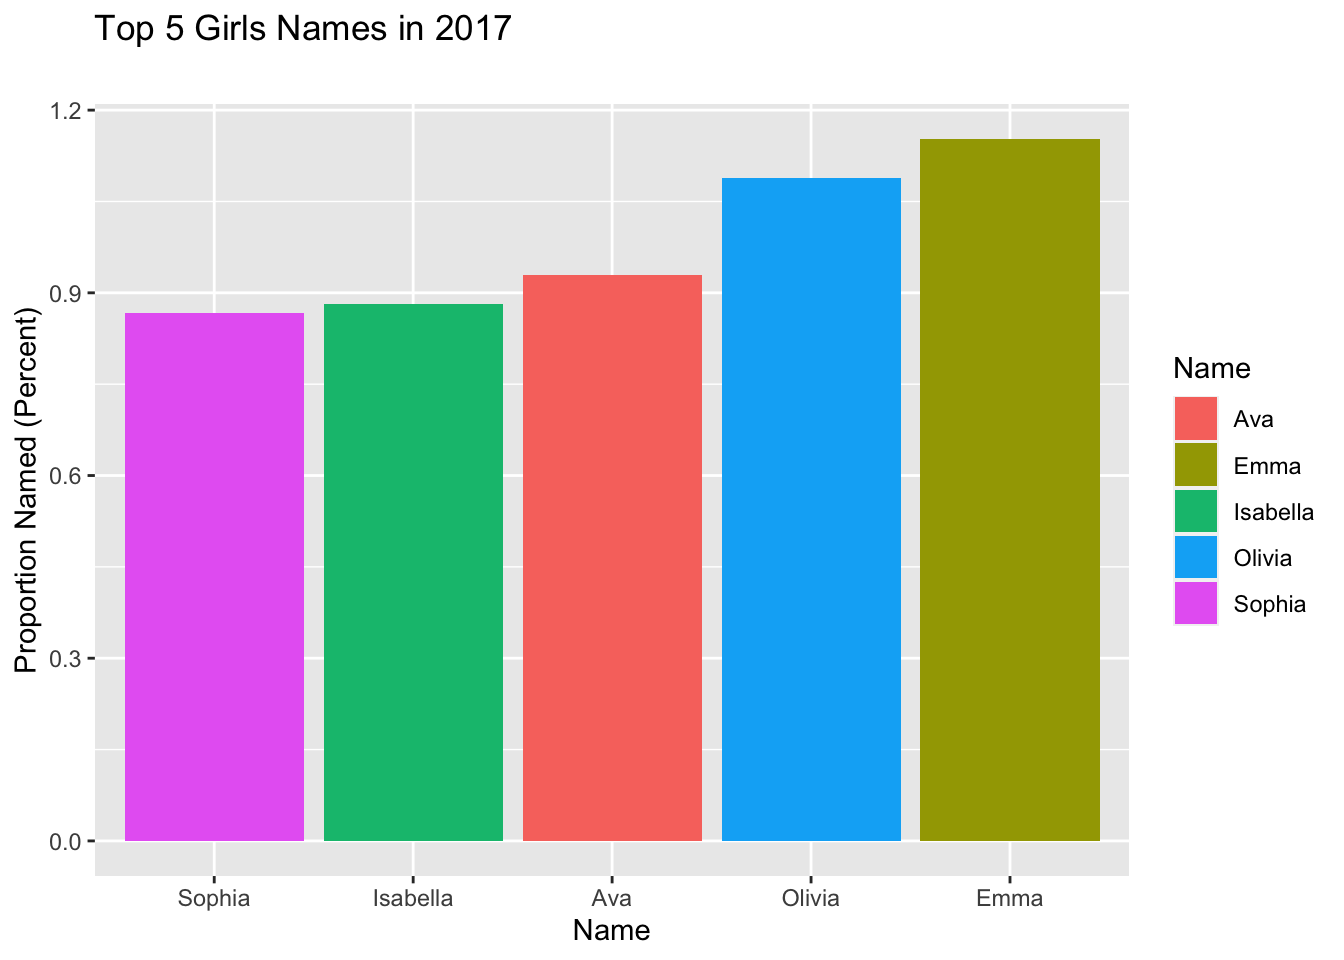 Top 5 Girls Names in 2017
Proportion Named (Percent)
1.2
0.9
0.6
0.3
0.0
Sophia
Isabella
Ava
Olivia
Emma
Name
Name
Ava
Emma
Isabella
Olivia
Sophia